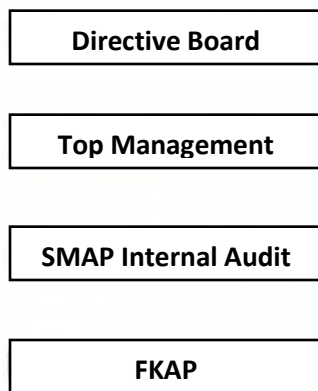 Directive Board
Top Management
SMAP Internal Audit
FKAP